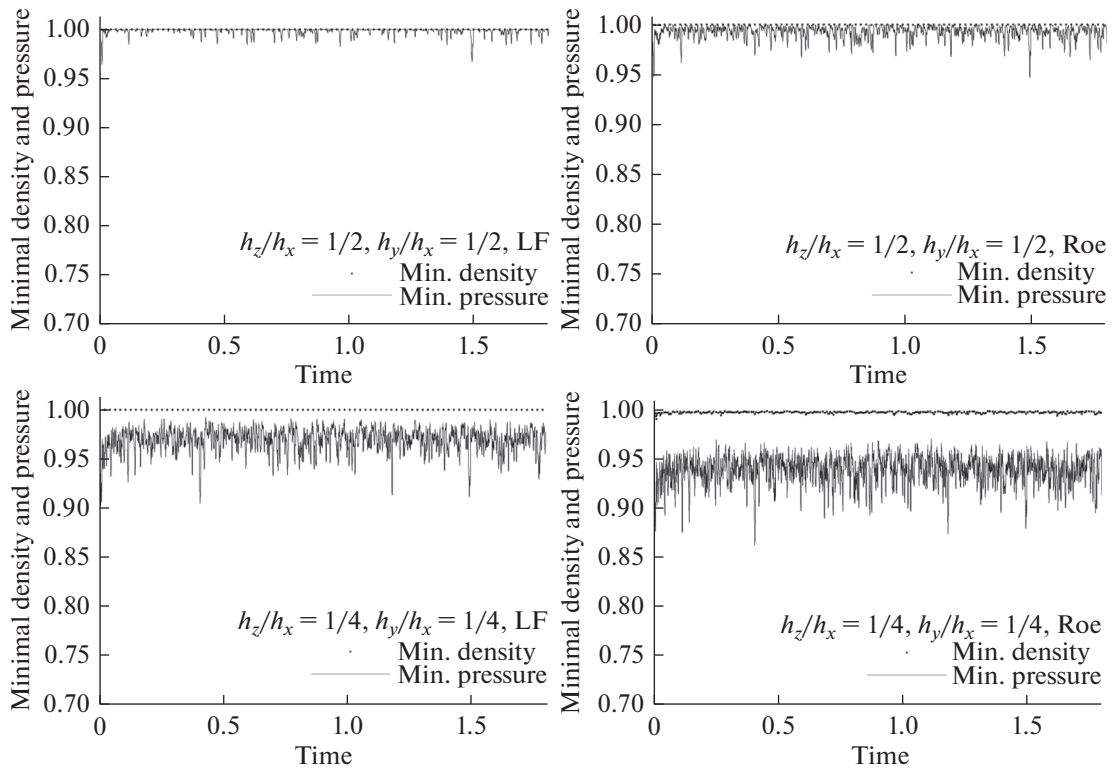 Minimal density and pressure
1.00
0.95
0.90
0.85
0.80
0.75
0.70
h_z/h_x = 1/2, h_y/h_x = 1/2, LF
Min. density
Min. pressure
0
0.5
1.0
1.5
Time
Minimal density and pressure
1.00
0.95
0.90
0.85
0.80
0.75
0.70
h_z/h_x = 1/2, h_y/h_x = 1/2, Roe
Min. density
Min. pressure
0
0.5
1.0
1.5
Time
Minimal density and pressure
1.00
0.95
0.90
0.85
0.80
0.75
0.70
h_z/h_x = 1/4, h_y/h_x = 1/4, LF
Min. density
Min. pressure
0
0.5
1.0
1.5
Time
Minimal density and pressure
1.00
0.95
0.90
0.85
0.80
0.75
0.70
h_z/h_x = 1/4, h_y/h_x = 1/4, Roe
Min. density
Min. pressure
0
0.5
1.0
1.5
Time